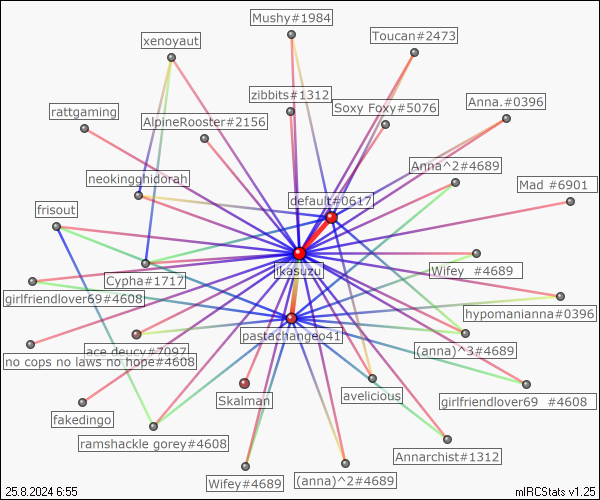 Mushy#1984
Toucan#2473
xenoyaut
zibbits#1312
Anna.#0396
Soxy Foxy#5076
rattgaming
AlpineRooster#2156
Anna^2#4689
neokingghidorah
Mad #6901
default#0617
frisout
ikasuzu
Wifey #4689
Cypha#1717
girlfriendlover69#4608
hypomanianna#0396
pastachangeo41
ace deucy#7097
(anna)^3#4689
no cops no laws no hope#4608
avelicious
Skalman
girlfriendlover69 #4608
fakedingo
ramshackle gorey#4608
Annarchist#1312
Wifey#4689
(anna)^2#4689
25.8.2024 6:55
mIRCStats v1.25